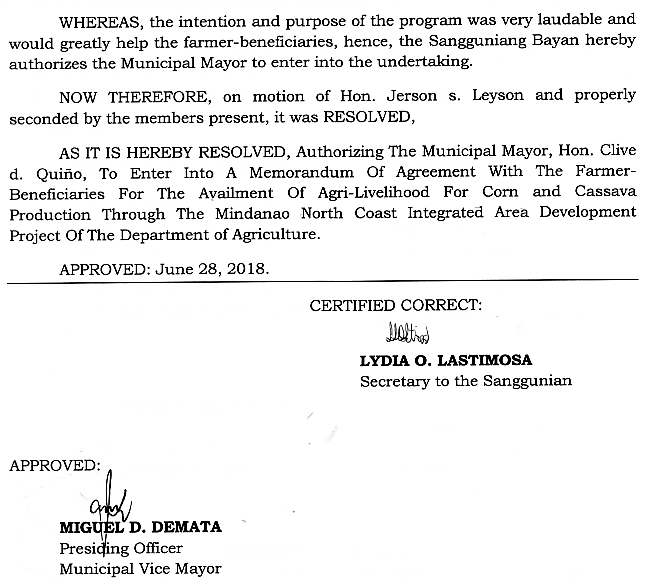 WHEREAS, the intention and purpose of the program was very laudable and
would greatly help the farmer-beneficiaries, hence, the Sangguniang Bayan hereby
authorizes the Municipal Mayor to enter into the undertaking.
NOW THEREFORE, on motion of Hon. Jerson s. Leyson and properly
seconded by the members present, it was RESOLVED,
AS IT IS HEREBY RESOLVED, Authorizing The Municipal Mayor, Hon. Clive
d. Quiño, To Enter Into A Memorandum Of Agreement With The Farmer-
Beneficiaries For The Availment Of Agri-Livelihood For Corn and Cassava
Production Through The Mindanao North Coast Integrated Area Development
Project Of The Department of Agriculture.
APPROVED: June 28, 2018.
CERTIFIED CORRECT:
LYDIA O. LASTIMOSA
Secretary to the Sanggunian
APPROVED:
MIGUEL D. DEMATA
Presiding Officer
Municipal Vice Mayor